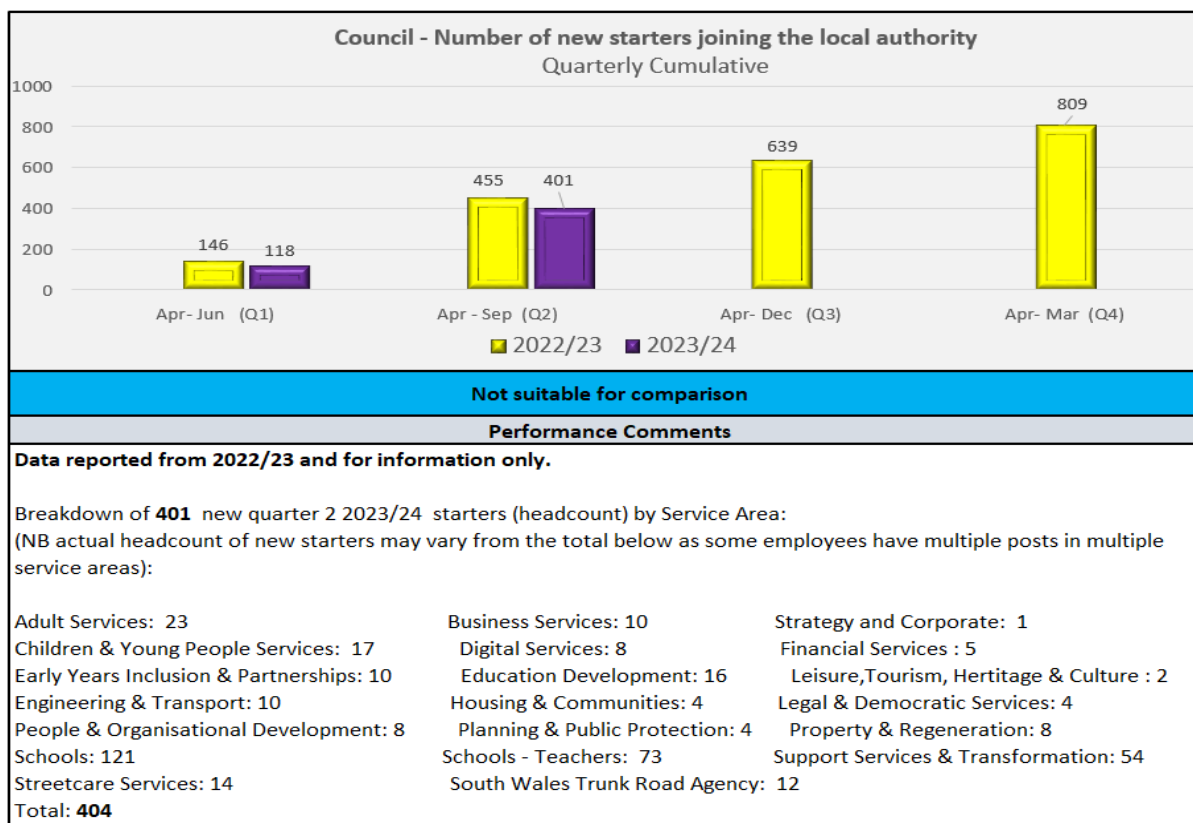 Council - Number of new starters joining the local authority
Quarterly Cumulative
1000
800
600
400
200
0
146
118
455
401
639
809
Apr- Jun (Q1)
Apr - Sep (Q2)
Apr- Dec (Q3)
Apr- Mar (Q4)
2022/23 2023/24
Not suitable for comparison
Performance Comments
Data reported from 2022/23 and for information only.
Breakdown of 401 new quarter 2 2023/24 starters (headcount) by Service Area:
(NB actual headcount of new starters may vary from the total below as some employees have multiple posts in multiple
service areas):
Adult Services: 23 Business Services: 10 Strategy and Corporate: 1
Children & Young People Services: 17 Digital Services: 8 Financial Services : 5
Early Years Inclusion & Partnerships: 10 Education Development: 16 Leisure,Tourism, Hertitage & Culture : 2
Engineering & Transport: 10 Housing & Communities: 4 Legal & Democratic Services: 4
People & Organisational Development: 8 Planning & Public Protection: 4 Property & Regeneration: 8
Schools: 121 Schools - Teachers: 73 Support Services & Transformation: 54
Streetcare Services: 14 South Wales Trunk Road Agency: 12
Total: 404